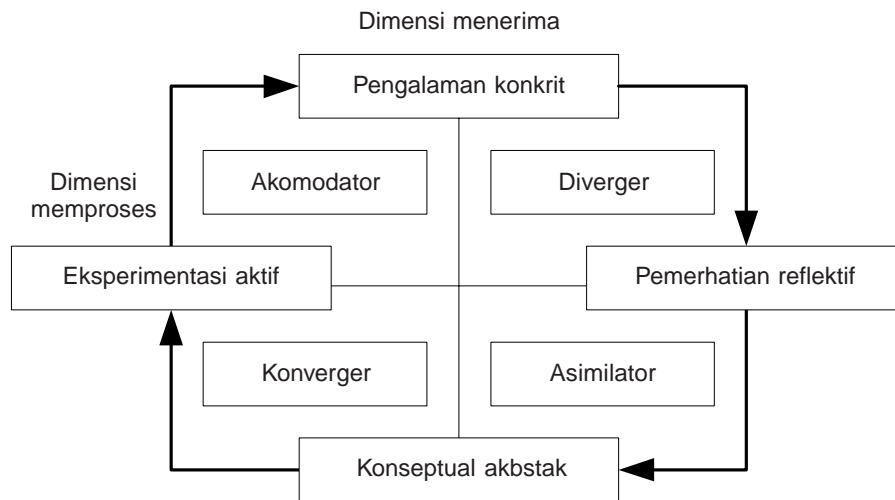 Dimensi menerima
Pengalaman konkrit
Akomodator
Diverger
Dimensi
memproses
Eksperimentasi aktif
Pemerhatian reflektif
Konverger
Asimilator
Konseptual akbstak